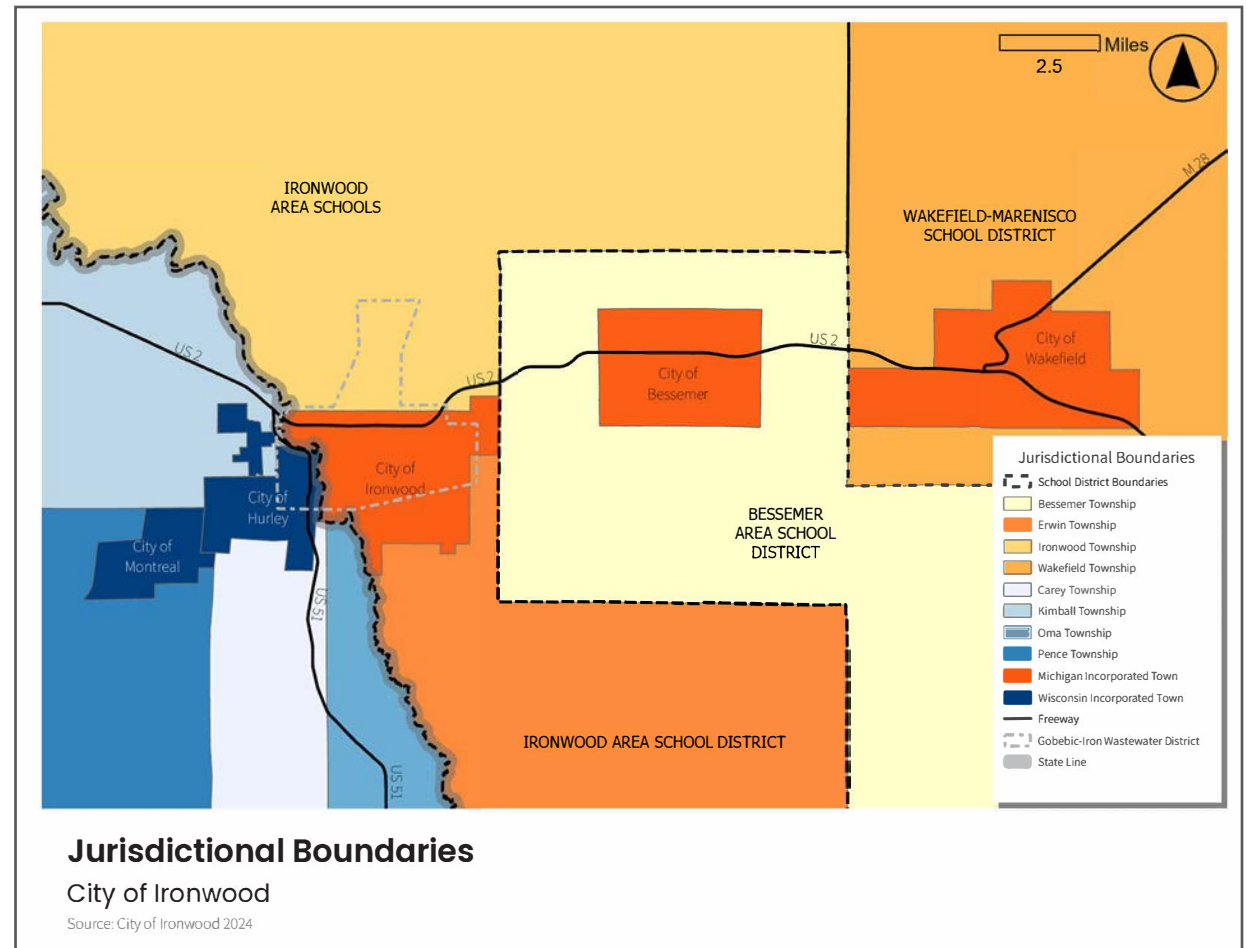 Miles
2.5
M 28
IRONWOOD
AREA SCHOOLS
WAKEFIELD-MARENISCO
SCHOOL DISTRICT
US 2
US 2
US 2
City of
Wakefield
City of
Bessemer
City of
Ironwood
City of
Hurley
City of
Montreal
BESSEMER
AREA SCHOOL
DISTRICT
US 51
US 51
IRONWOOD AREA SCHOOL DISTRICT
Jurisdictional Boundaries
School District Boundaries
Bessemer Township
Erwin Township
Ironwood Township
Wakefield Township
Carey Township
Kimball Township
Oma Township
Pence Township
Michigan Incorporated Town
Wisconsin Incorporated Town
Freeway
Gobebic-Iron Wastewater District
State Line
Jurisdictional Boundaries
City of Ironwood
Source: City of Ironwood 2024